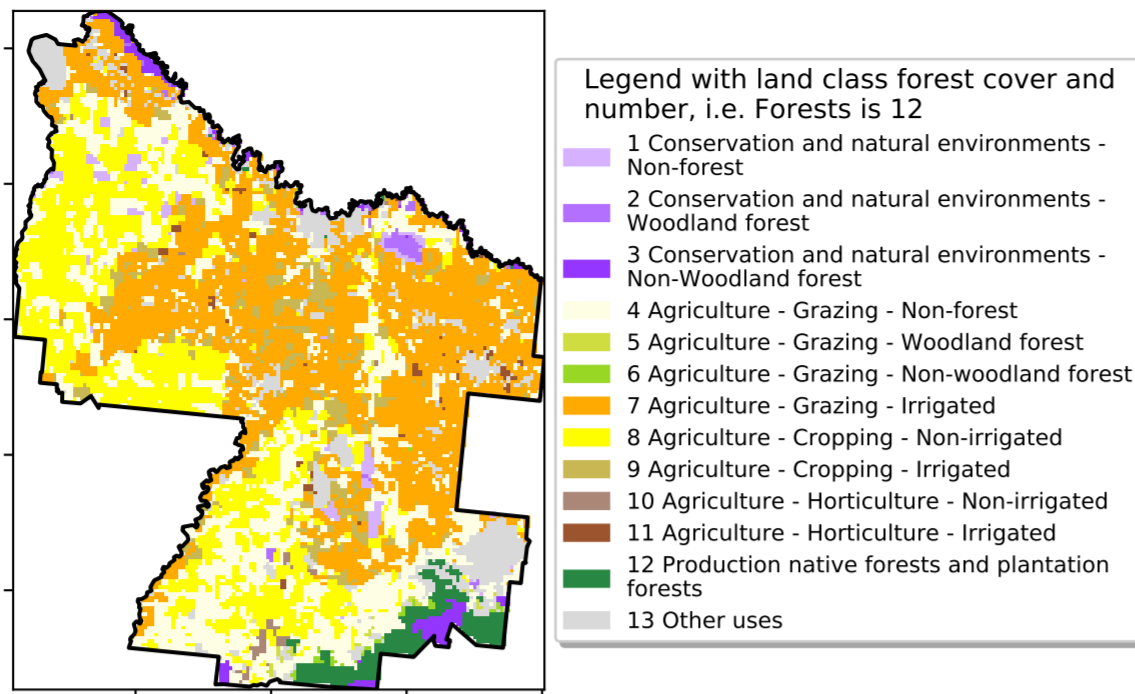 Legend with land class forest cover and
number, i.e. Forests is 12
1 Conservation and natural environments -
Non-forest
2 Conservation and natural environments -
Woodland forest
3 Conservation and natural environments -
Non-Woodland forest
4 Agriculture - Grazing - Non-forest
5 Agriculture - Grazing - Woodland forest
6 Agriculture - Grazing - Non-woodland forest
7 Agriculture - Grazing - Irrigated
8 Agriculture - Cropping - Non-irrigated
9 Agriculture - Cropping - Irrigated
10 Agriculture - Horticulture - Non-irrigated
11 Agriculture - Horticulture - Irrigated
12 Production native forests and plantation
forests
13 Other uses